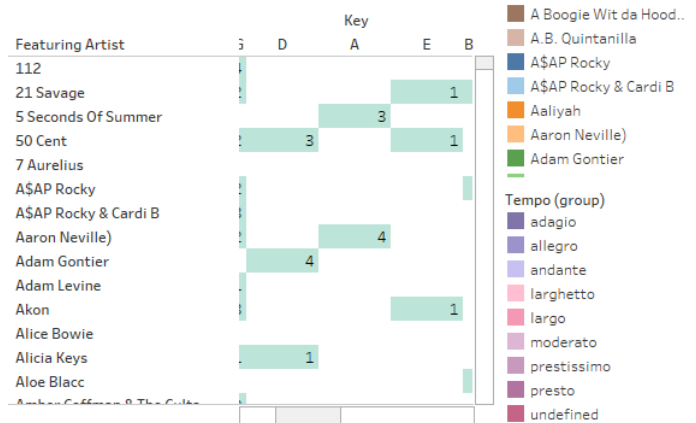 Key
Featuring Artist D A E B
112
21 Savage 1
5 Seconds Of Summer 3
50 Cent 3 1
7 Aurelius
A$AP Rocky
A$AP Rocky & Cardi B
Aaron Neville) 4
Adam Gontier 4
Adam Levine
Akon 1
Alice Bowie
Alicia Keys 1
Aloe Blacc
A Boogie Wit da Hood..
A.B. Quintanilla
A$AP Rocky
A$AP Rocky & Cardi B
Aaliyah
Aaron Neville)
Adam Gontier
Tempo (group)
adagio
allegro
andante
larghetto
largo
moderato
prestissimo
presto
undefined